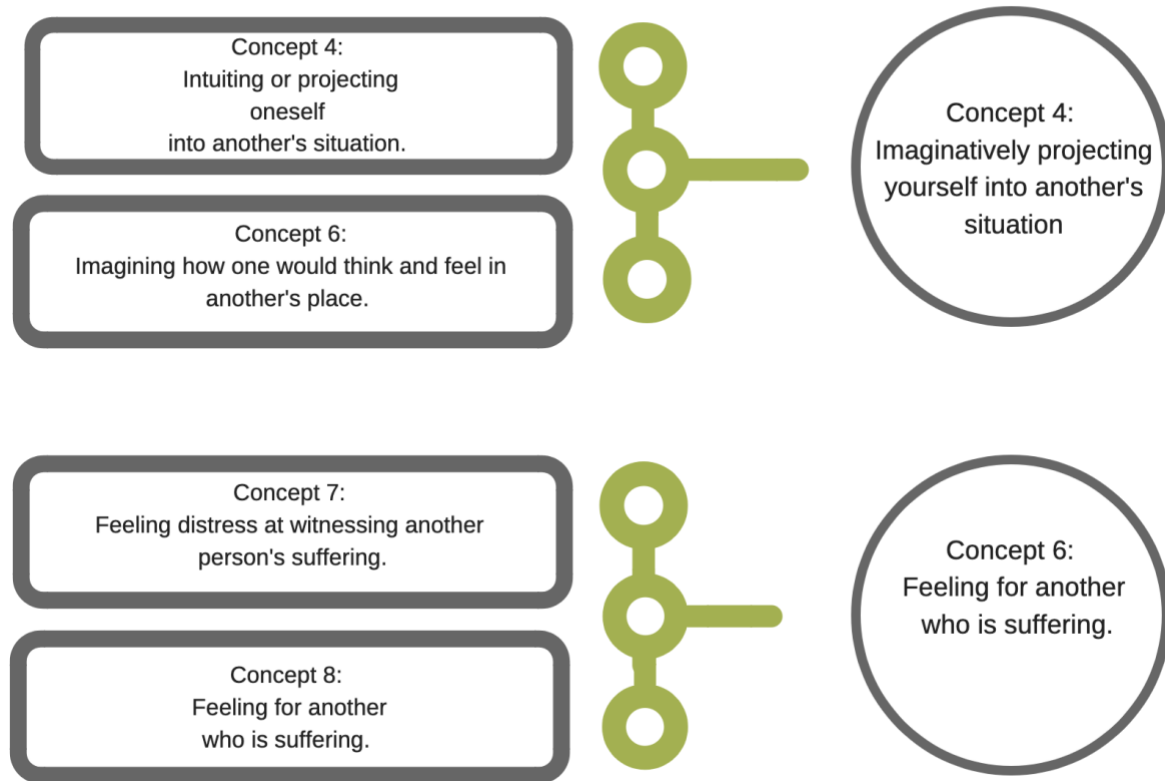 Concept 4:
Intuiting or projecting
oneself
into another's situation.
Concept 6:
Imagining how one would think and feel in
another's place.
Concept 4:
Imaginatively projecting
yourself into another's
situation
Concept 7:
Feeling distress at witnessing another
person's suffering.
Concept 8:
Feeling for another
who is suffering.
Concept 6:
Feeling for another
who is suffering.